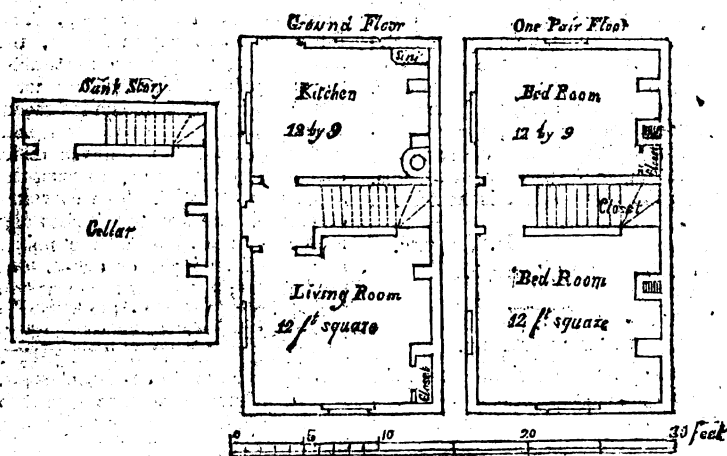 Sunk Story
Cellar
Ground Floor
Sink
Kitchen
12 by 9
Living Room
12 ft square
Closet
One Pair Floor
Bed Room
12 by 9
Closet
Closet
Bed Room
12 ft square
0 5 10 20 30 feet